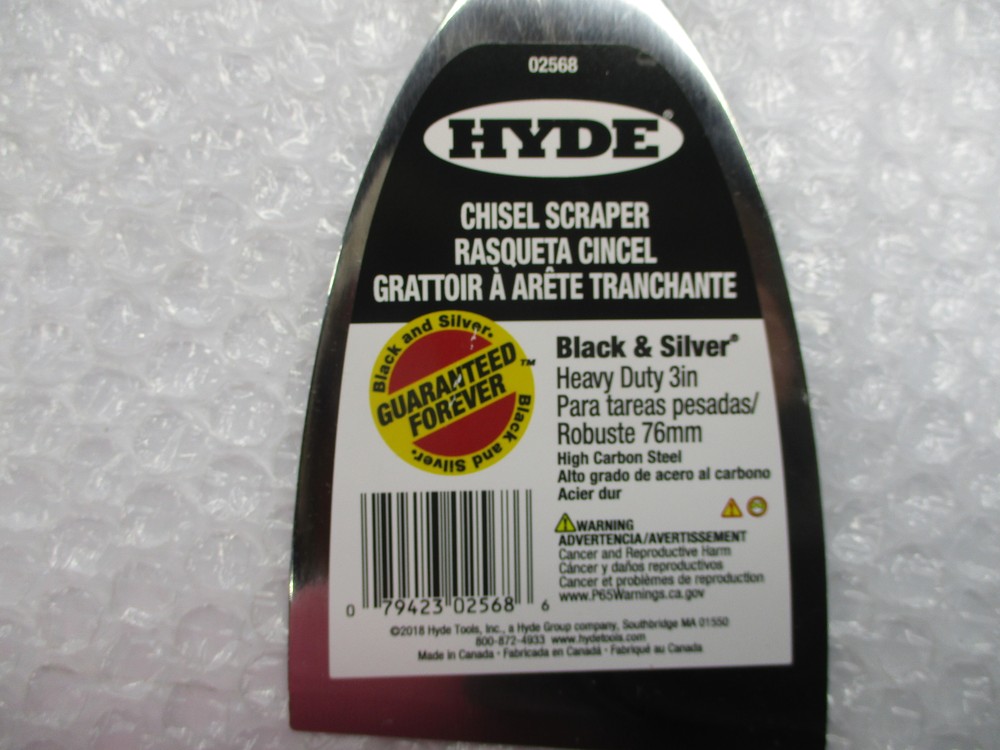 02568
HYDE®
CHISEL SCRAPER
RASQUETA CINCEL
GRATTOIR À ARÊTE TRANCHANTE
Black and Silver.
GUARANTEED™
FOREVER
Black and Silver.
Black & Silver®
Heavy Duty 3in
Para tareas pesadas/
Robuste 76mm
High Carbon Steel
Alto grado de acero al carbono
Acier dur
WARNING
ADVERTENCIA/AVERTISSEMENT
Cancer and Reproductive Harm
Cáncer y daños reproductivos
Cancer et problèmes de reproduction
www.P65Warnings.ca.gov
0 79423 02568 6
©2018 Hyde Tools, Inc., a Hyde Group company, Southbridge MA 01550
800-872-4933 www.hydetools.com
Made in Canada · Fabricada en Canadá · Fabriqué au Canada